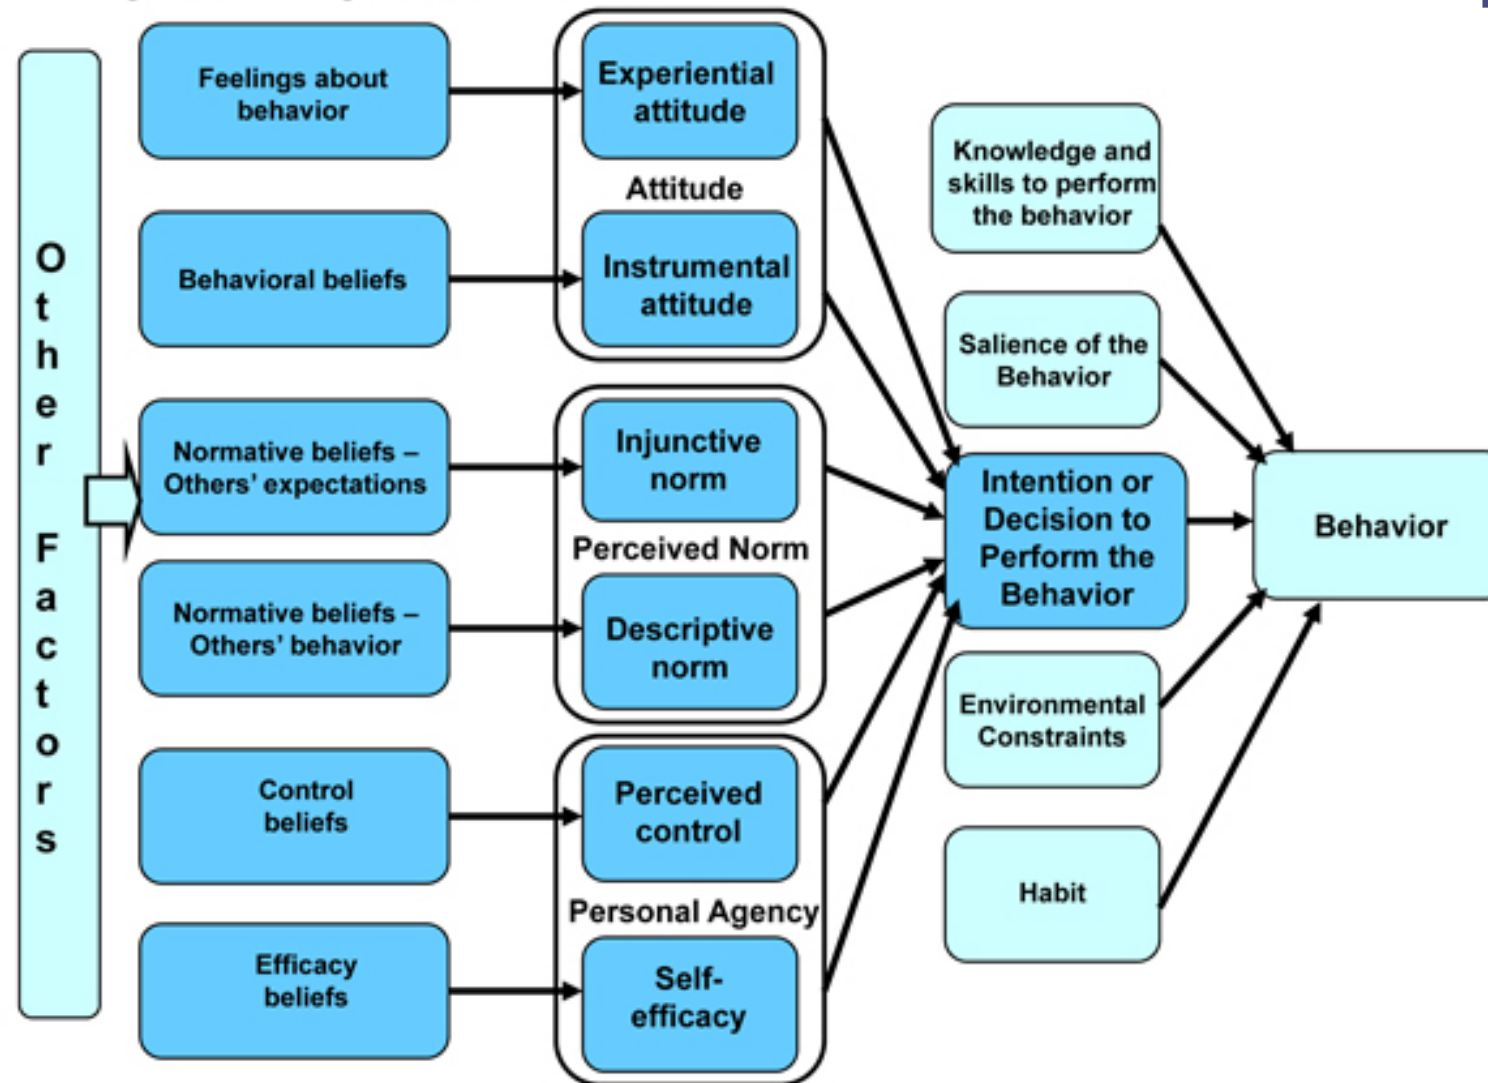 Other Factors
Feelings about
behavior
Behavioral beliefs
Normative beliefs –
Others’ expectations
Normative beliefs –
Others’ behavior
Control
beliefs
Efficacy
beliefs
Experiential
attitude
Attitude
Instrumental
attitude
Injunctive
norm
Perceived Norm
Descriptive
norm
Perceived
control
Personal Agency
Self-
efficacy
Knowledge and
skills to perform
the behavior
Salience of the
Behavior
Intention or
Decision to
Perform the
Behavior
Environmental
Constraints
Habit
Behavior